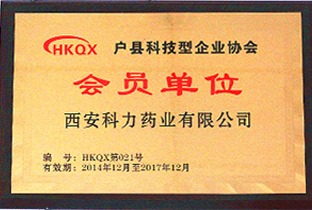 HKQX 户县科技型企业协会
会员单位
西安科力药业有限公司
编 号：HKQX第021号
有效期：2014年12月至2017年12月